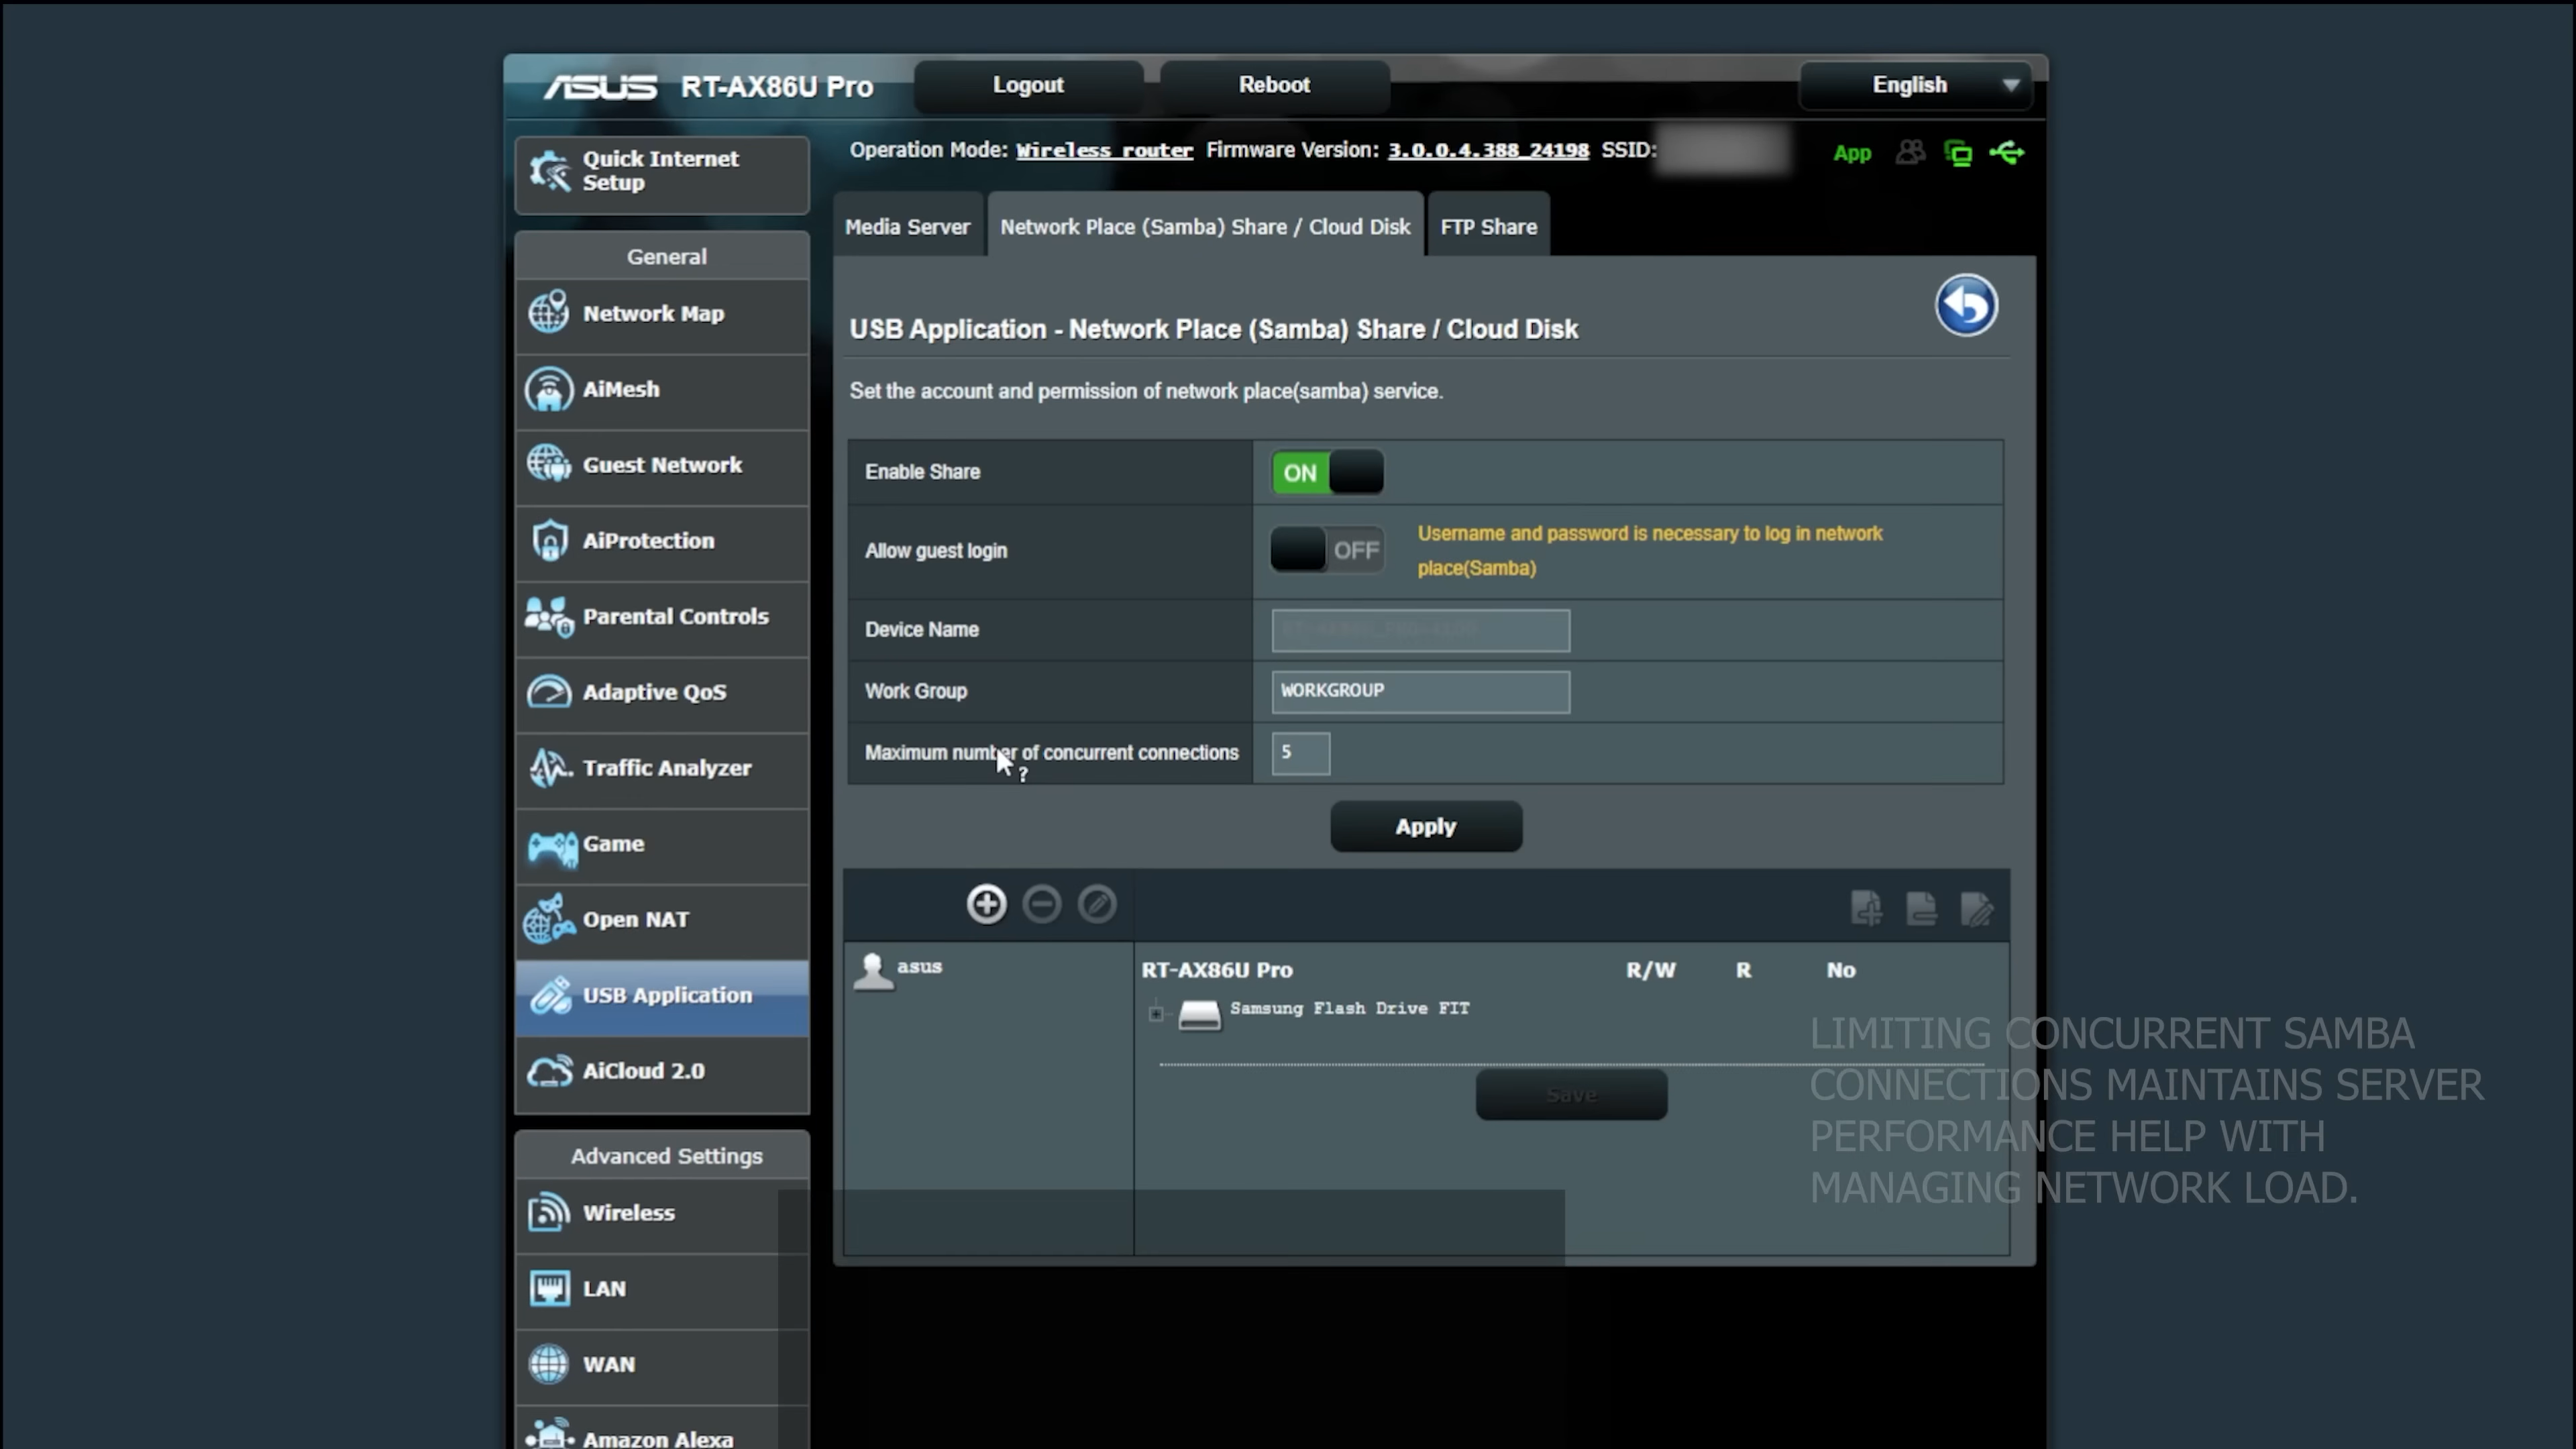 ASUS RT-AX86U Pro Logout Reboot English
Operation Mode: Wireless router Firmware Version: 3.0.0.4.388_24198 SSID: App
Quick Internet
Setup
General
Network Map
AiMesh
Guest Network
AiProtection
Parental Controls
Adaptive QoS
Traffic Analyzer
Game
Open NAT
USB Application
AiCloud 2.0
Advanced Settings
Wireless
LAN
WAN
Amazon Alexa
Media Server Network Place (Samba) Share / Cloud Disk FTP Share
USB Application - Network Place (Samba) Share / Cloud Disk
Set the account and permission of network place(samba) service.
Enable Share ON
Allow guest login OFF Username and password is necessary to log in network
place(Samba)
Device Name
Work Group WORKGROUP
Maximum number of concurrent connections 5
?
Apply
asus
RT-AX86U Pro R/W R No
Samsung Flash Drive FIT
Save
LIMITING CONCURRENT SAMBA
CONNECTIONS MAINTAINS SERVER
PERFORMANCE HELP WITH
MANAGING NETWORK LOAD.